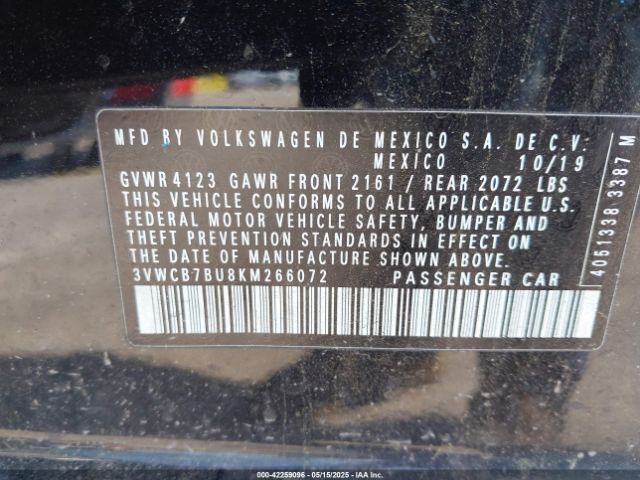 MFD BY VOLKSWAGEN DE MEXICO S.A. DE C.V.
MEXICO 10/19
GVWR 4123 GAWR FRONT 2161 / REAR 2072 LBS
THIS VEHICLE CONFORMS TO ALL APPLICABLE U.S.
FEDERAL MOTOR VEHICLE SAFETY, BUMPER AND
THEFT PREVENTION STANDARDS IN EFFECT ON
THE DATE OF MANUFACTURE SHOWN ABOVE.
3VWCB7BU8KM266072 PASSENGER CAR
4051338 3387 M
000-42259096 - 05/15/2025 - IAA Inc.